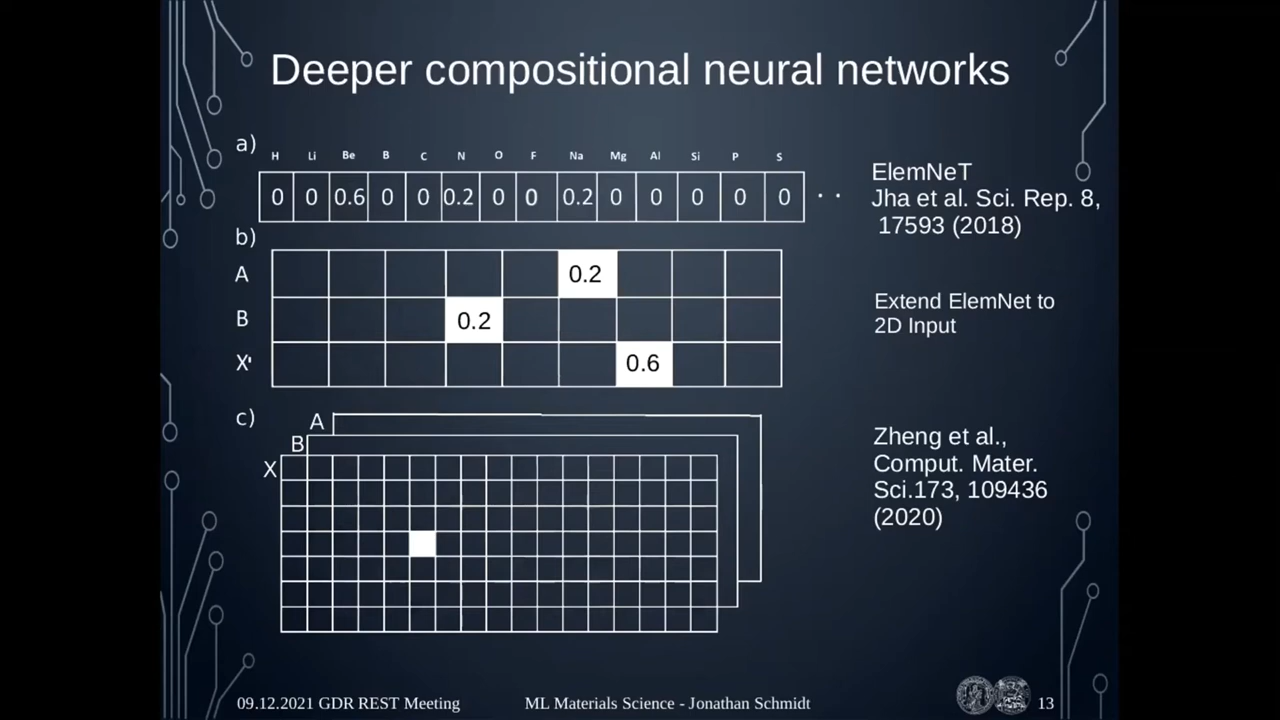 Deeper compositional neural networks
a)
H Li Be B C N O F Na Mg Al Si P S
0 0 0.6 0 0 0.2 0 0 0.2 0 0 0 0 0 . .
ElemNeT
Jha et al. Sci. Rep. 8,
17593 (2018)
b)
A 0.2
B 0.2
X' 0.6
Extend ElemNet to
2D Input
c)
A
B
X
Zheng et al.,
Comput. Mater.
Sci.173, 109436
(2020)
09.12.2021 GDR REST Meeting
ML Materials Science - Jonathan Schmidt
13